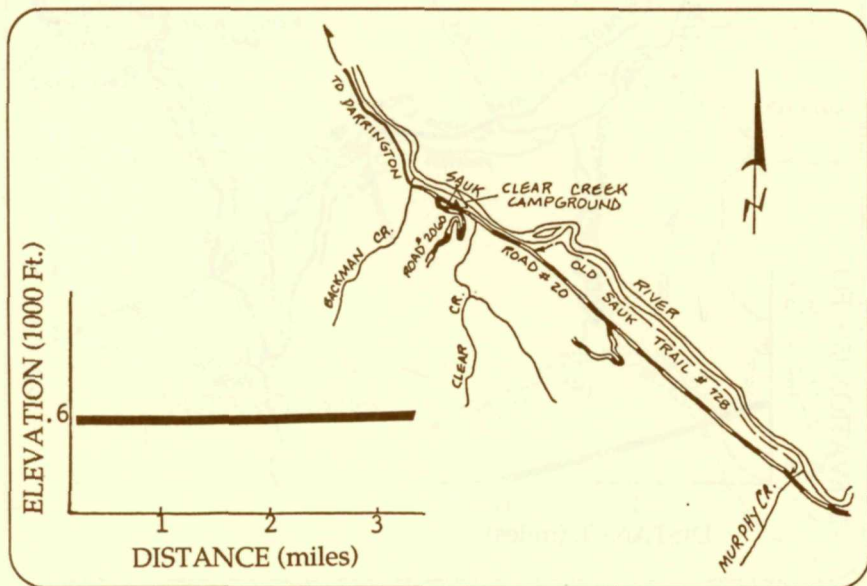 TO DARRINGTON
SAUK
CLEAR CREEK
CAMPGROUND
N
BACKMAN CR.
ROAD # 2060
ROAD # 20
OLD
SAUK
TRAIL # 728
RIVER
CLEAR
CR.
MURPHY CR.
ELEVATION (1000 Ft.)
.6
1
2
3
DISTANCE (miles)